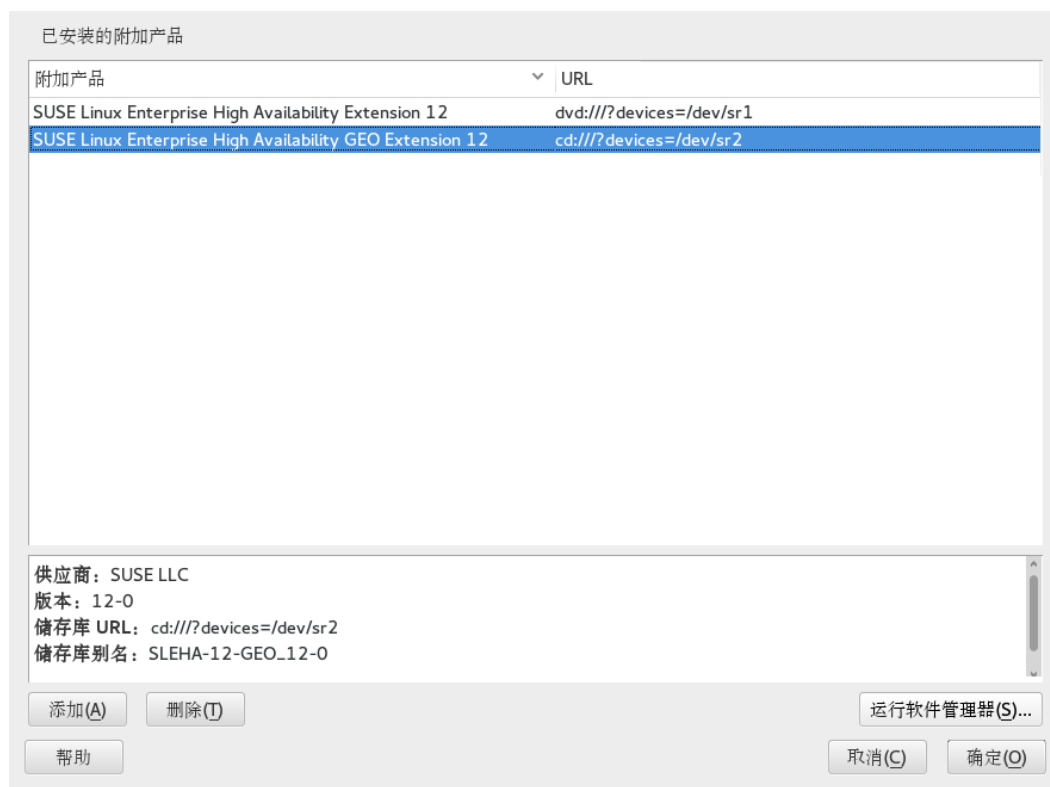 已安装的附加产品
附加产品 URL
SUSE Linux Enterprise High Availability Extension 12 dvd:///?devices=/dev/sr1
SUSE Linux Enterprise High Availability GEO Extension 12 cd:///?devices=/dev/sr2
供应商：SUSE LLC
版本：12-0
储存库 URL：cd:///?devices=/dev/sr2
储存库别名：SLEHA-12-GEO_12-0
添加(A) 删除(T) 运行软件管理器(S)...
帮助 取消(C) 确定(O)